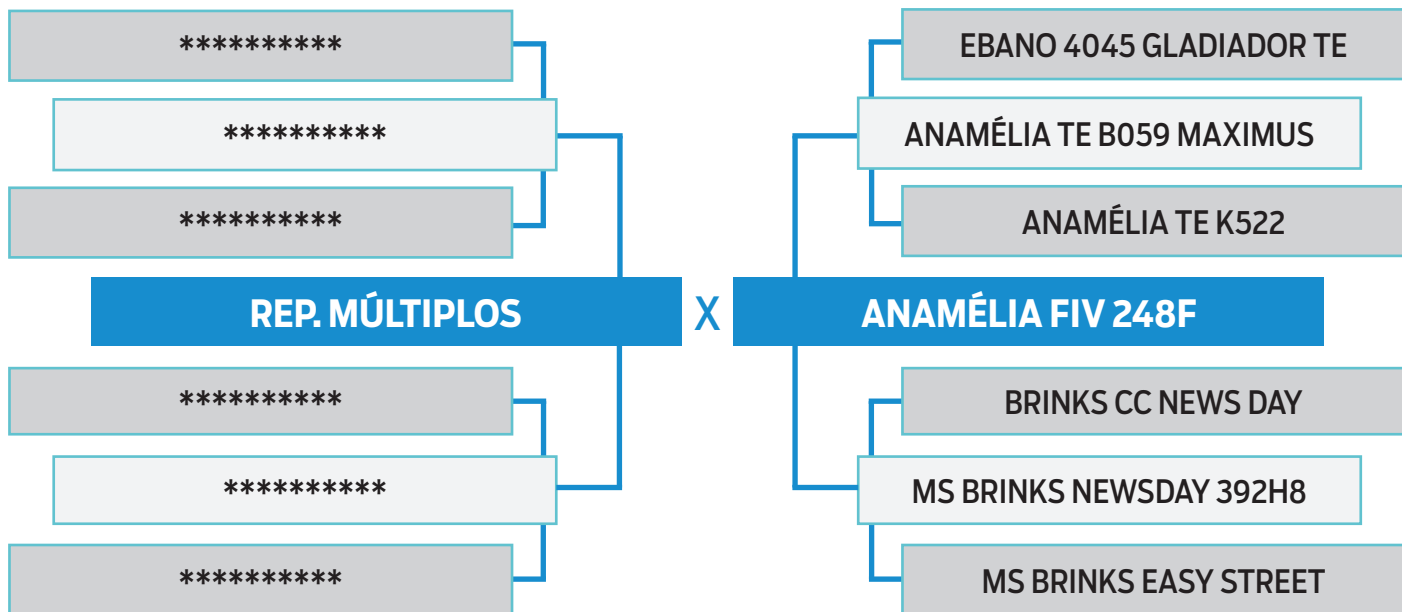 **********
**********
**********
REP. MÚLTIPLOS
**********
**********
**********
X
EBANO 4045 GLADIADOR TE
ANAMÉLIA TE B059 MAXIMUS
ANAMÉLIA TE K522
ANAMÉLIA FIV 248F
BRINKS CC NEWS DAY
MS BRINKS NEWSDAY 392H8
MS BRINKS EASY STREET